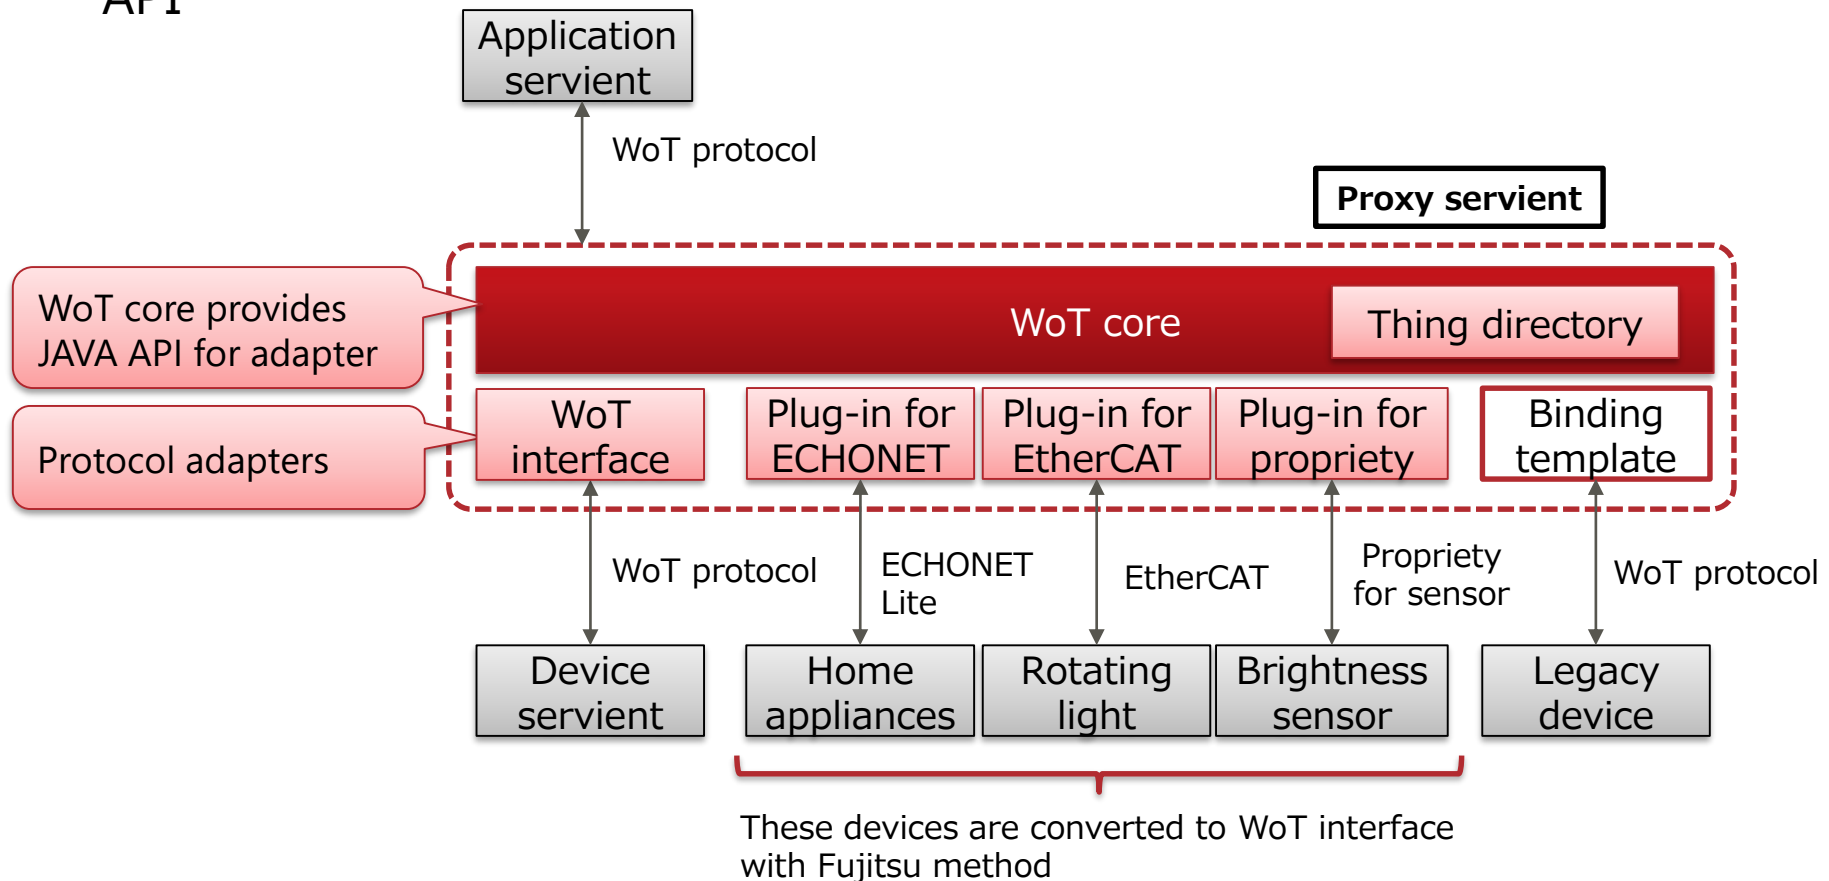 API
Application
servient
WoT protocol
Proxy servient
WoT core provides
JAVA API for adapter
WoT core
Thing directory
Protocol adapters
WoT
interface
Plug-in for
ECHONET
Plug-in for
EtherCAT
Plug-in for
propriety
Binding
template
WoT protocol
ECHONET
Lite
EtherCAT
Propriety
for sensor
WoT protocol
Device
servient
Home
appliances
Rotating
light
Brightness
sensor
Legacy
device
These devices are converted to WoT interface
with Fujitsu method